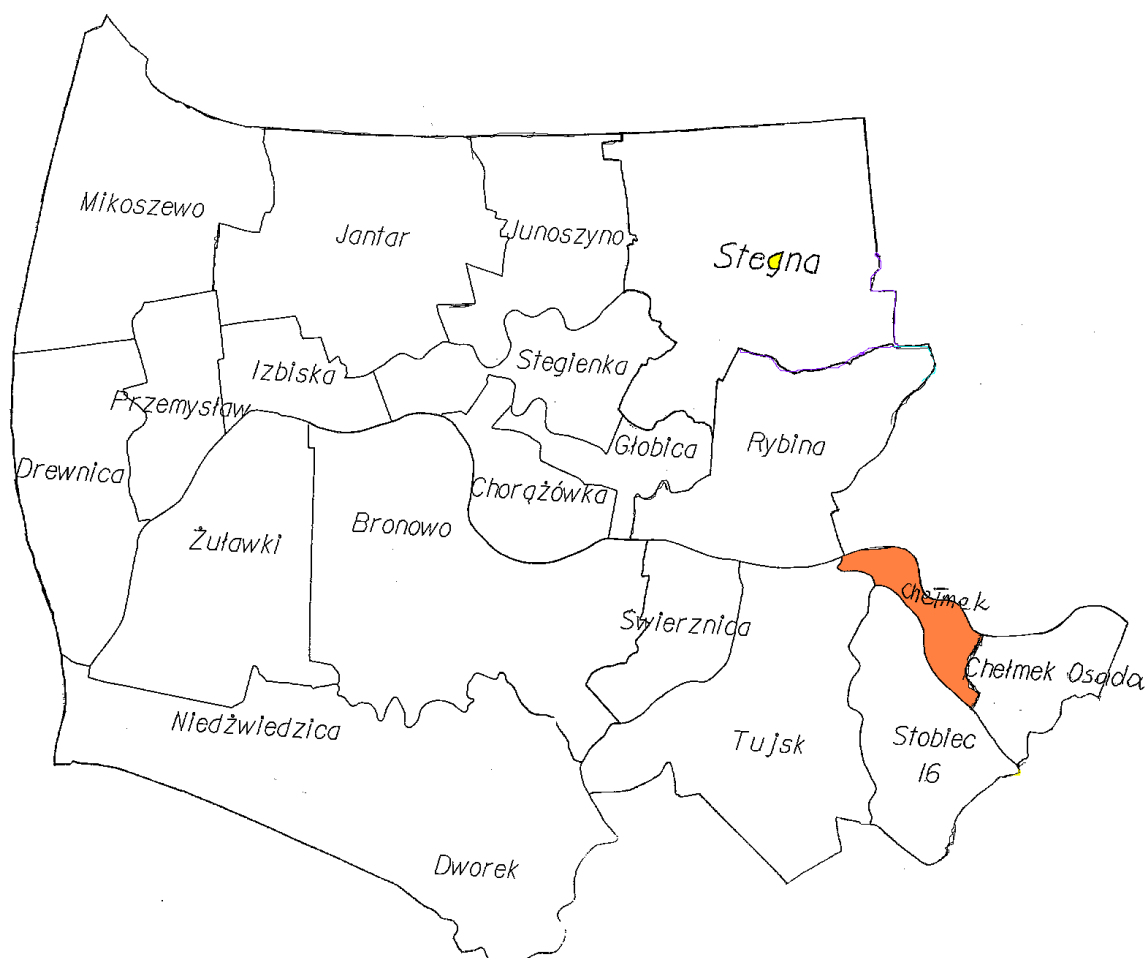 Mikoszewo
Jantar
Junoszyno
Stegna
Stegienka
Izbiska
Przemysław
Głobica
Rybina
Drewnica
Chorążówka
Bronowo
Żuławki
Chełmek
Świerznica
Chełmek Osada
Niedźwiedzica
Tujsk
Stobiec
16
Dworek